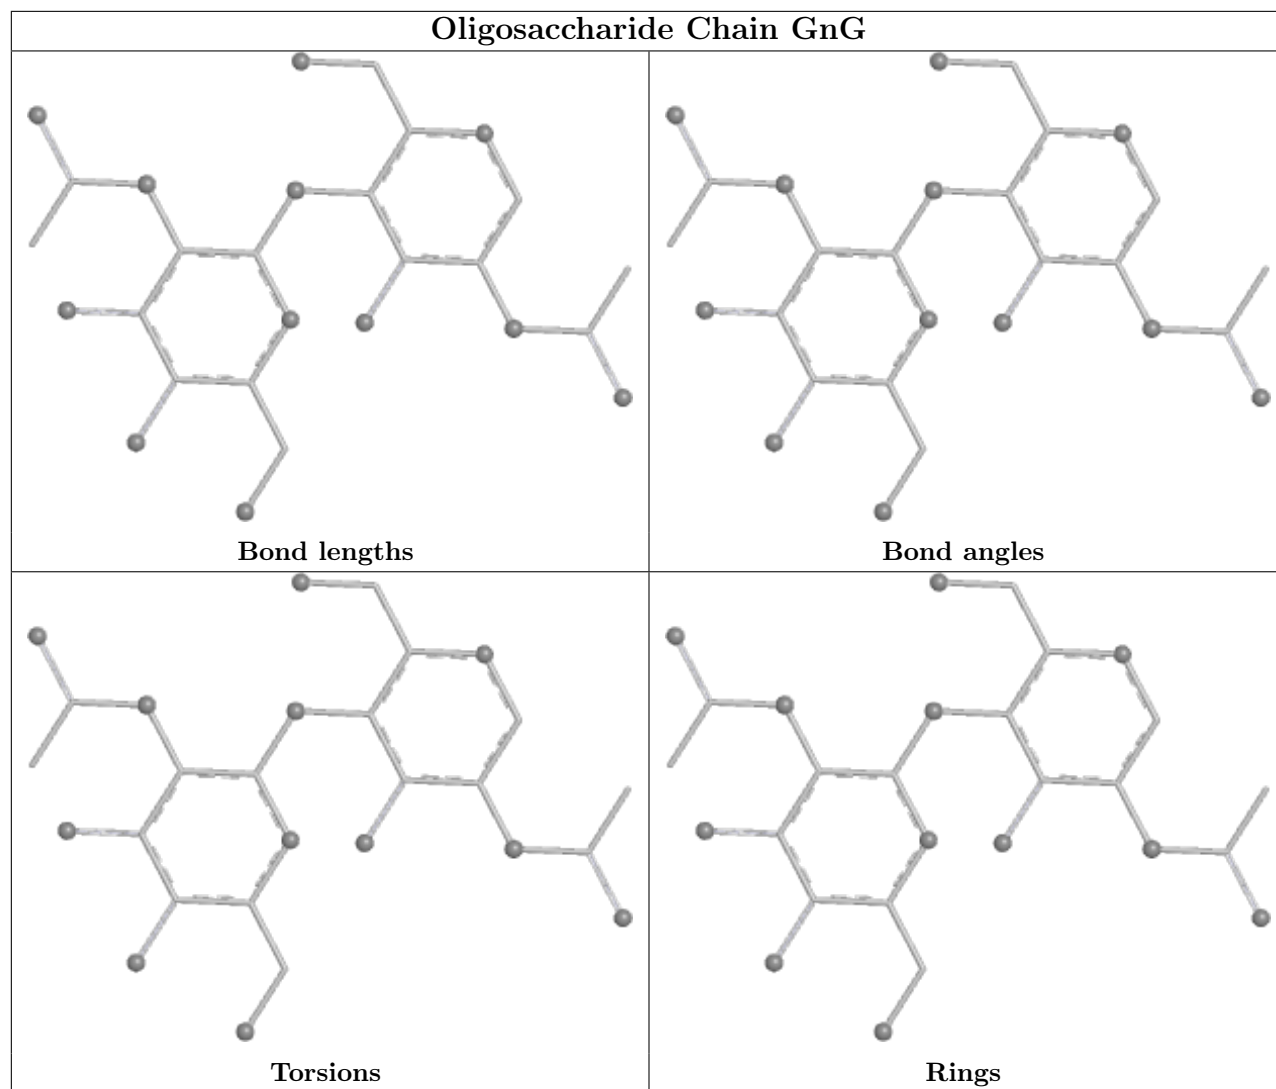 Oligosaccharide Chain GnG
Bond lengths
Bond angles
Torsions
Rings